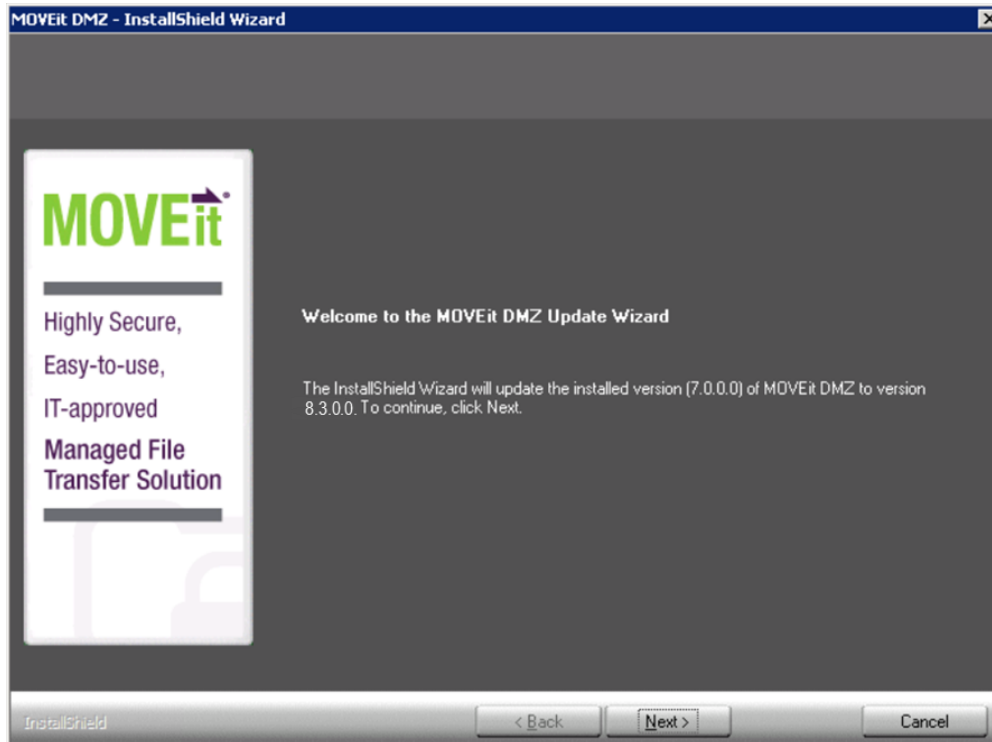 MOVEit DMZ - InstallShield Wizard
MOVEit
Highly Secure,
Easy-to-use,
IT-approved
Managed File
Transfer Solution
Welcome to the MOVEit DMZ Update Wizard
The InstallShield Wizard will update the installed version (7.0.0.0) of MOVEit DMZ to version
8.3.0.0. To continue, click Next.
InstallShield
< Back
Next >
Cancel